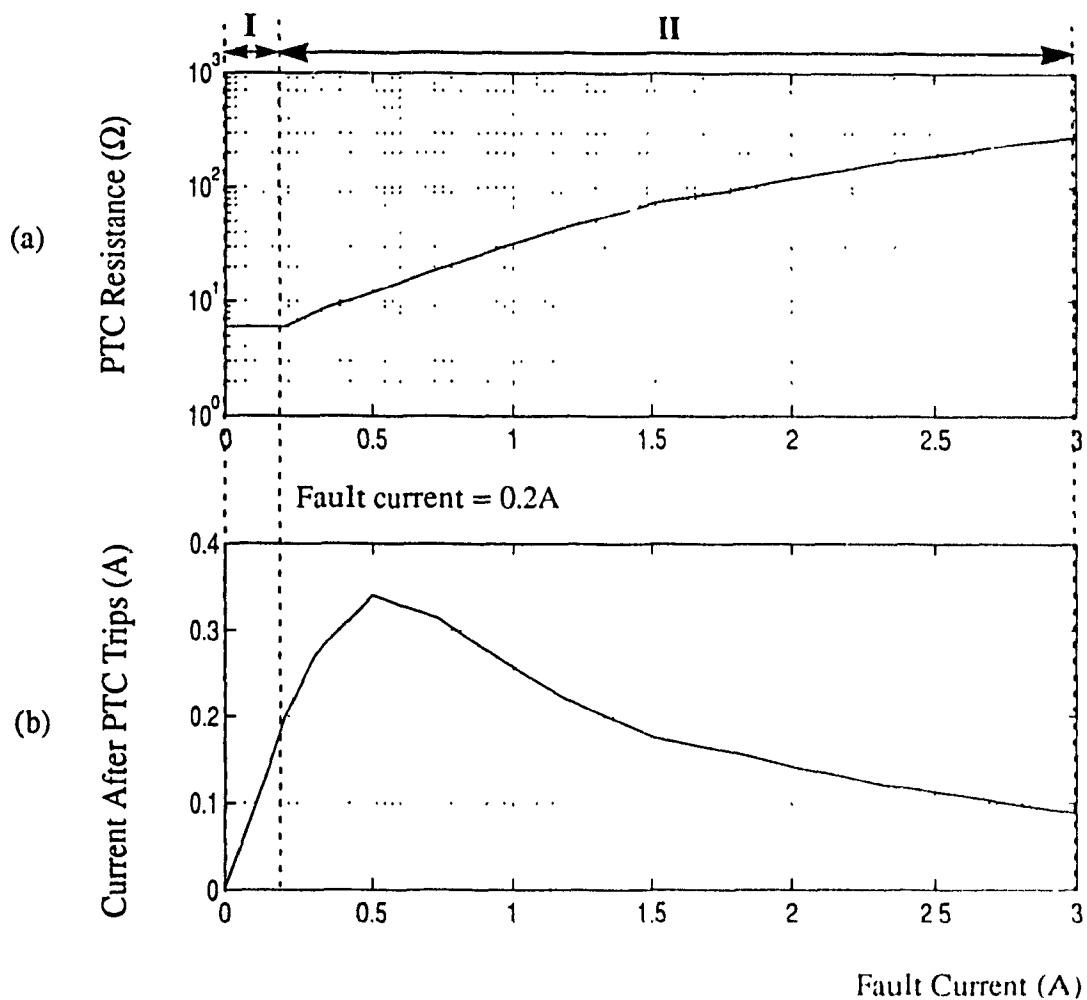 I II
10³
10²
10¹
10⁰
PTC Resistance (Ω)
(a)
0 0.5 1 1.5 2 2.5 3
Fault current = 0.2A
0.4
0.3
0.2
0.1
0
Current After PTC Trips (A)
(b)
0 0.5 1 1.5 2 2 5 3
Fault Current (A)